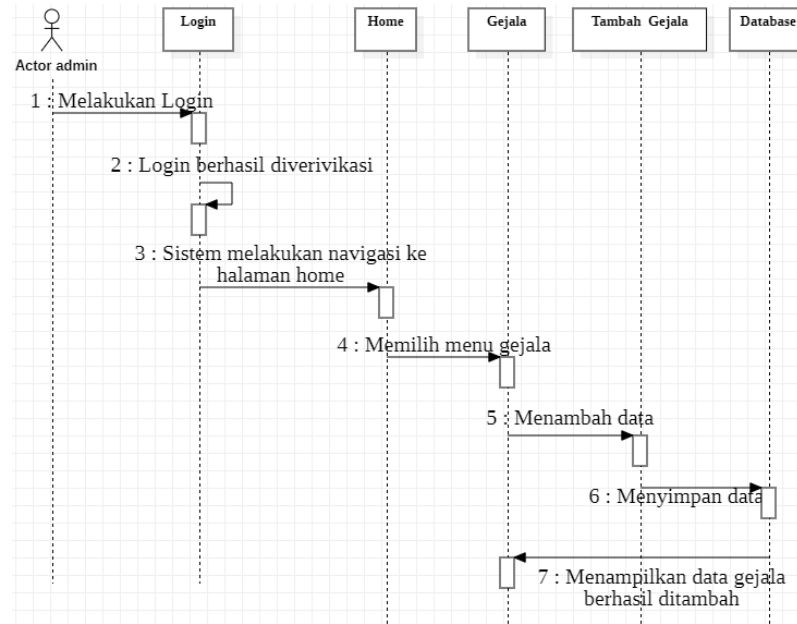 Login
Home
Gejala
Tambah Gejala
Database
Actor admin
1 : Melakukan Login
2 : Login berhasil diverivikasi
3 : Sistem melakukan navigasi ke
halaman home
4 : Memilih menu gejala
5 : Menambah data
6 : Menyimpan data
7 : Menampilkan data gejala
berhasil ditambah